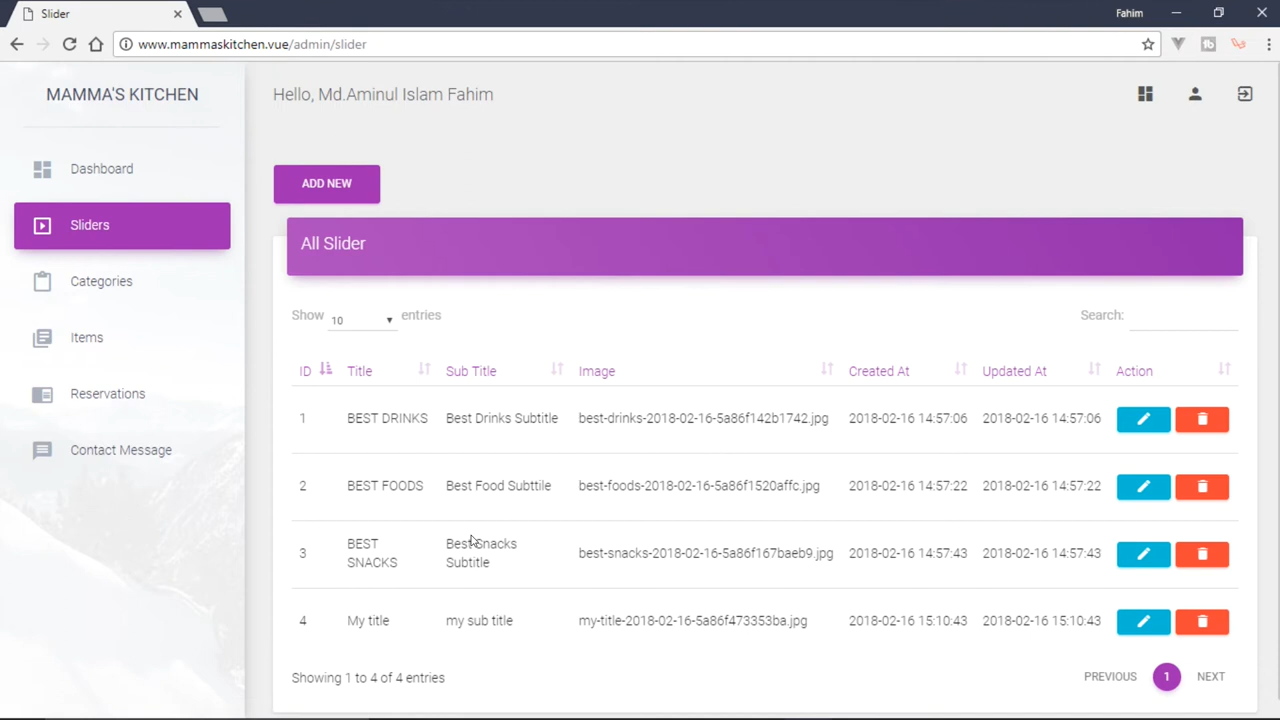 Slider
Fahim
www.mammaskitchen.vue/admin/slider
MAMMA'S KITCHEN
Hello, Md.Aminul Islam Fahim
Dashboard
Sliders
Categories
Items
Reservations
Contact Message
ADD NEW
All Slider
Show 10 entries
Search:
ID Title Sub Title Image Created At Updated At Action
1 BEST DRINKS Best Drinks Subtitle best-drinks-2018-02-16-5a86f142b1742.jpg 2018-02-16 14:57:06 2018-02-16 14:57:06
2 BEST FOODS Best Food Subttile best-foods-2018-02-16-5a86f1520affc.jpg 2018-02-16 14:57:22 2018-02-16 14:57:22
BEST Best Snacks
3 best-snacks-2018-02-16-5a86f167baeb9.jpg 2018-02-16 14:57:43 2018-02-16 14:57:43
SNACKS Subtitle
4 My title my sub title my-title-2018-02-16-5a86f473353ba.jpg 2018-02-16 15:10:43 2018-02-16 15:10:43
Showing 1 to 4 of 4 entries
PREVIOUS 1 NEXT